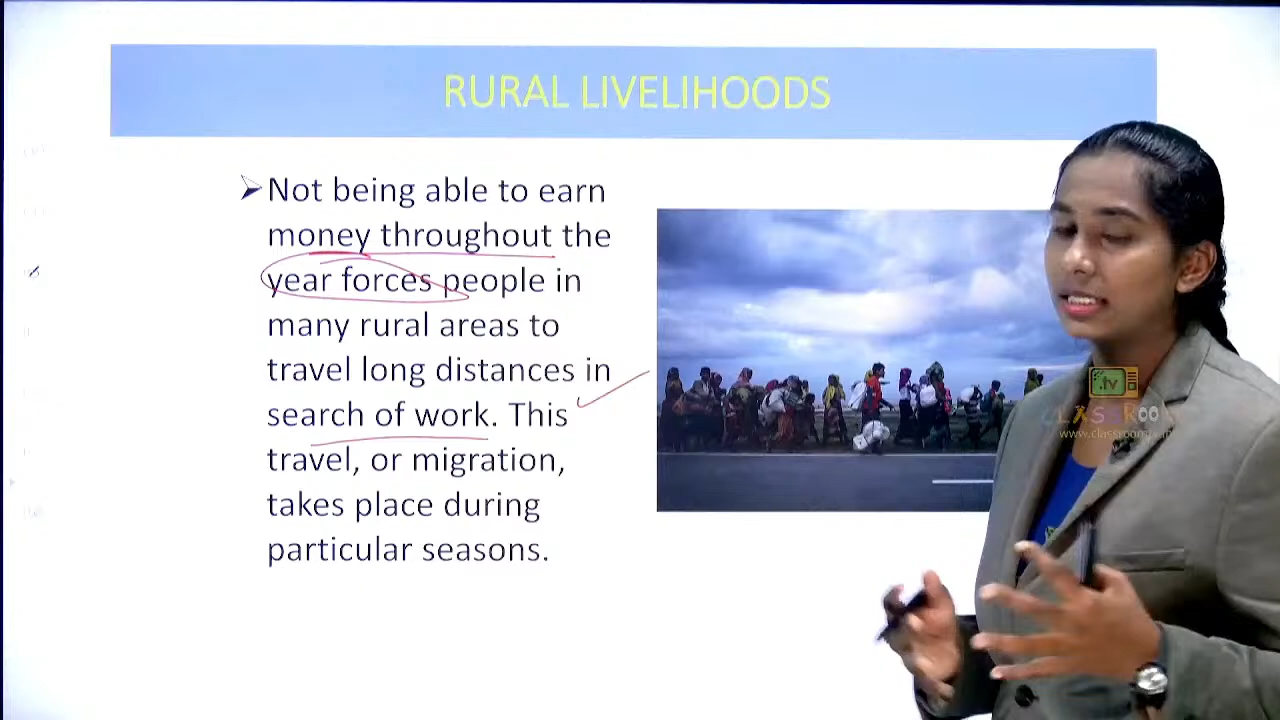 RURAL LIVELIHOODS
➢Not being able to earn
money throughout the
year forces people in
many rural areas to
travel long distances in
search of work. This
travel, or migration,
takes place during
particular seasons.
.tv